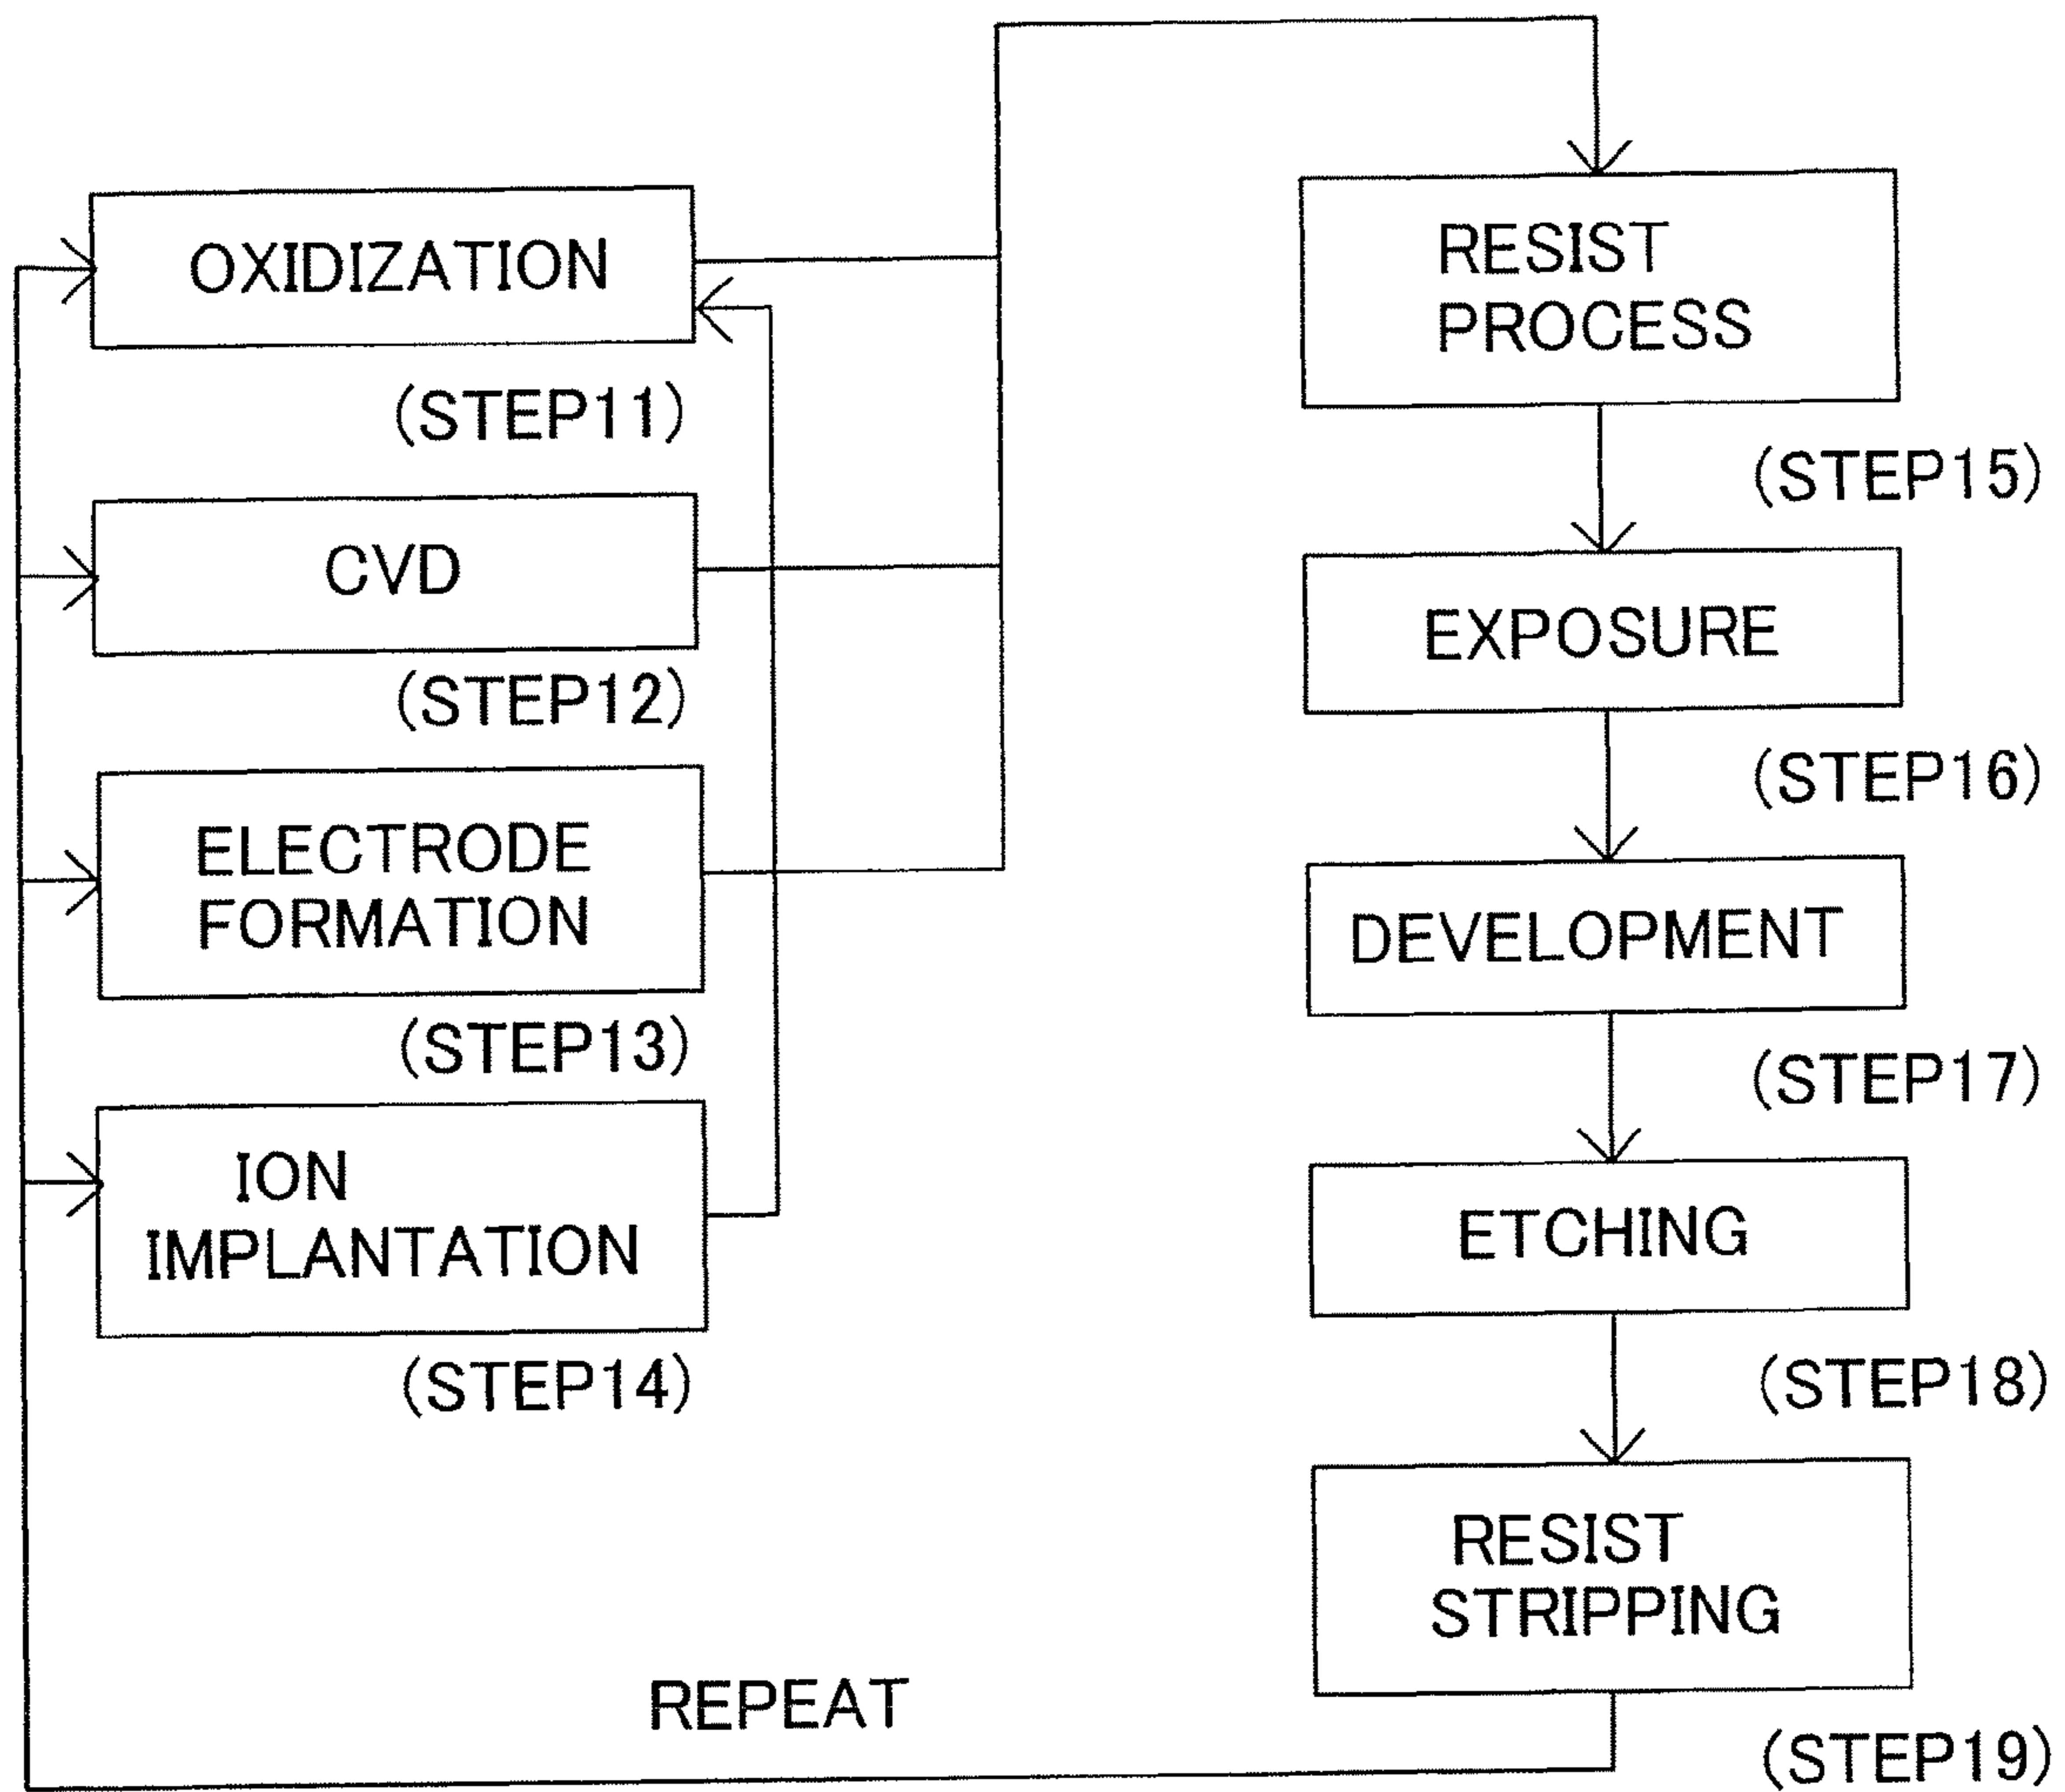 OXIDIZATION
(STEP11)
CVD
(STEP12)
ELECTRODE
FORMATION
(STEP13)
ION
IMPLANTATION
(STEP14)
RESIST
PROCESS
(STEP15)
EXPOSURE
(STEP16)
DEVELOPMENT
(STEP17)
ETCHING
(STEP18)
RESIST
STRIPPING
(STEP19)
REPEAT